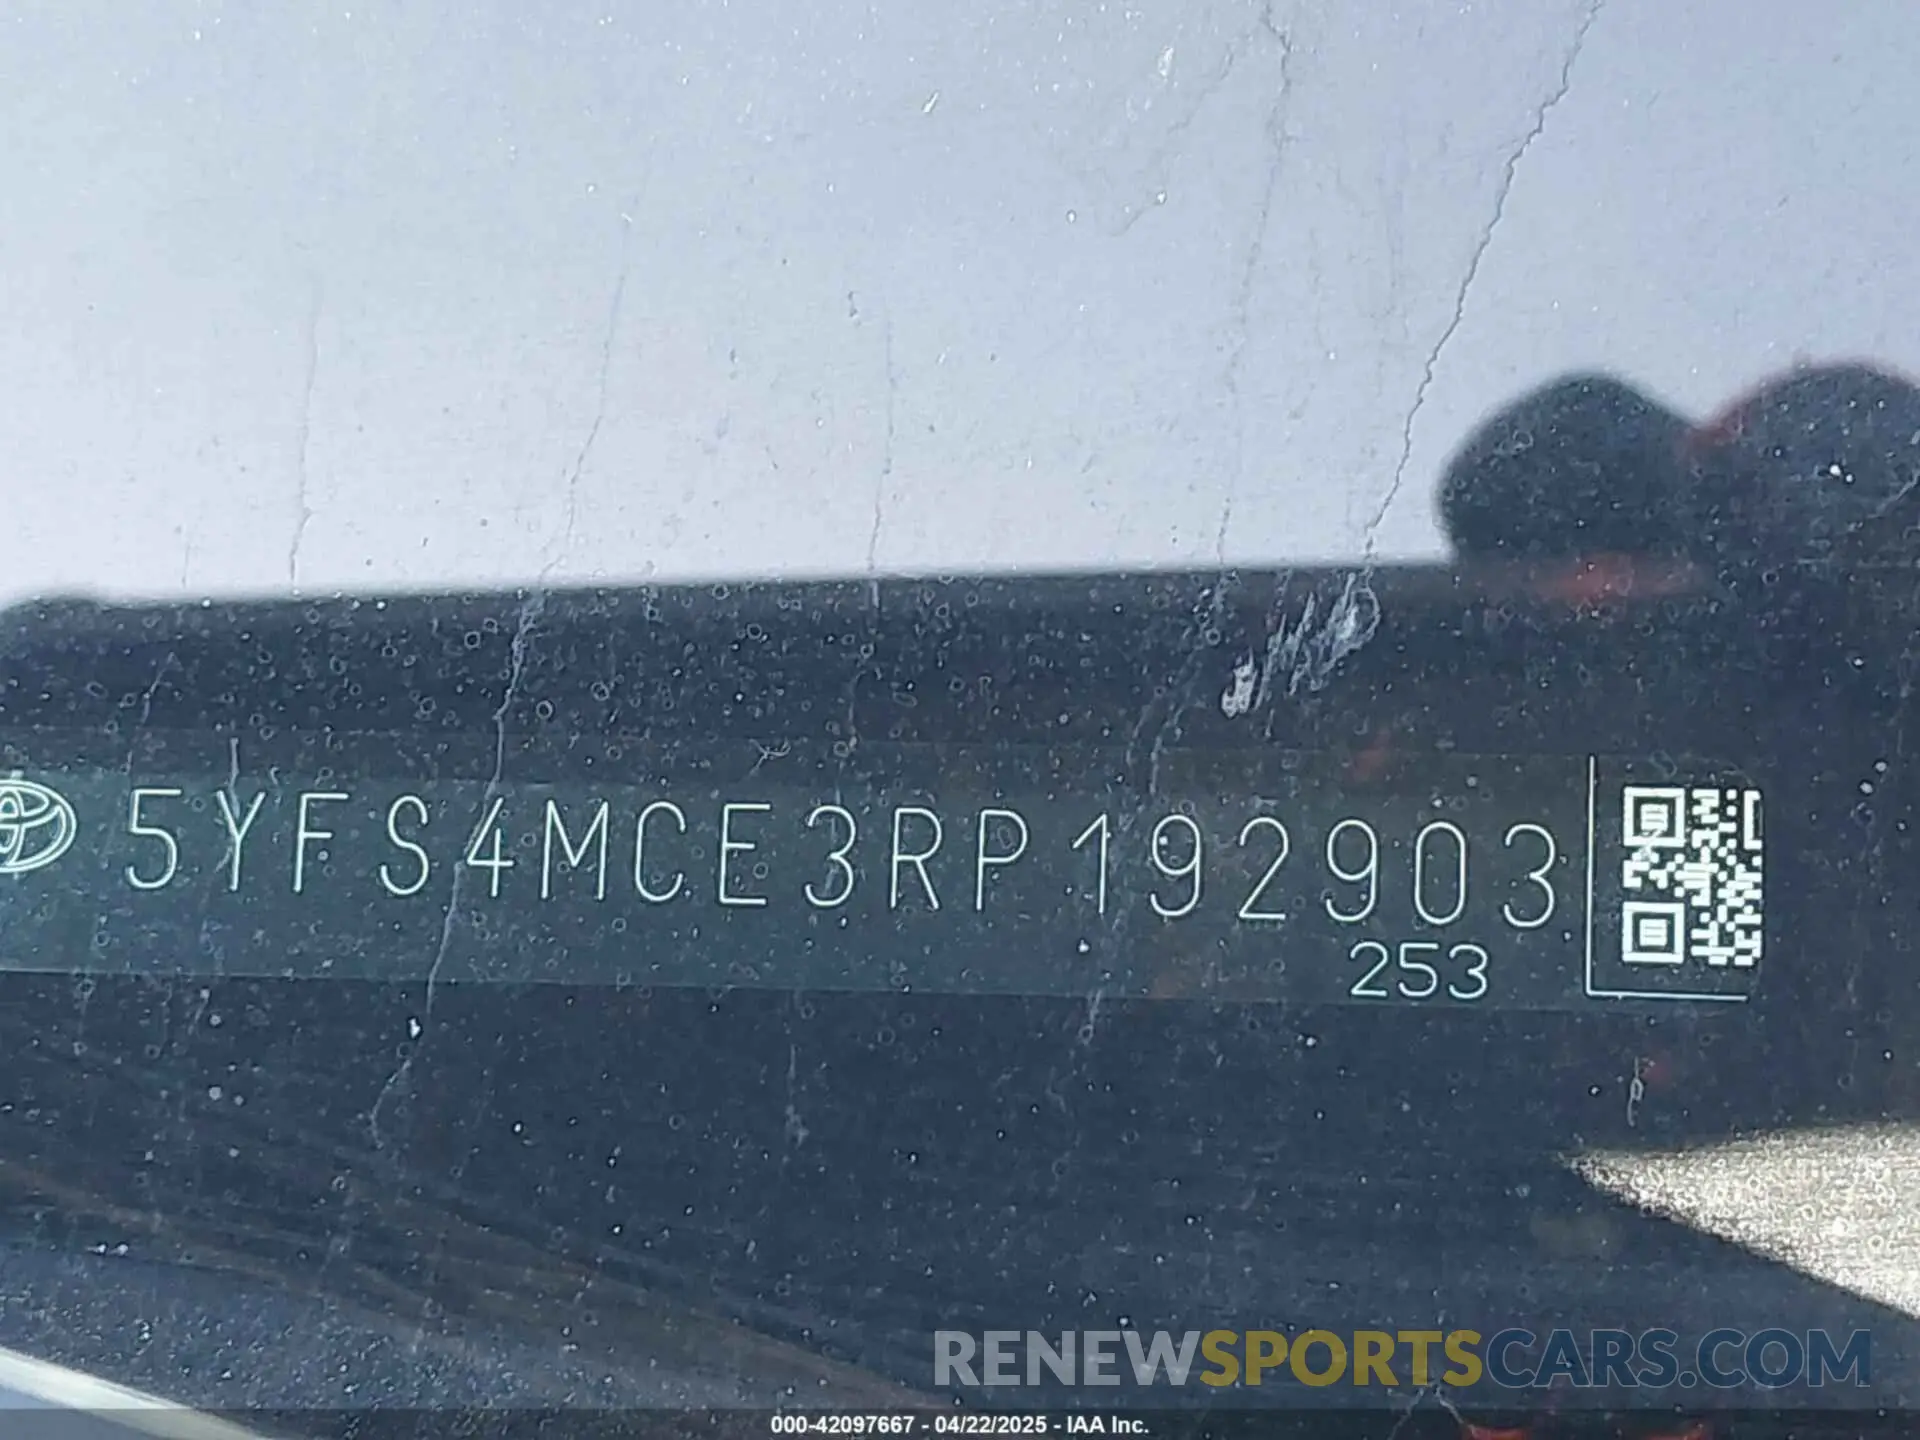 5YFS4MCE3RP192903
253
RENEWSPORTSCARS.COM
000-42097667 - 04/22/2025 - IAA Inc.